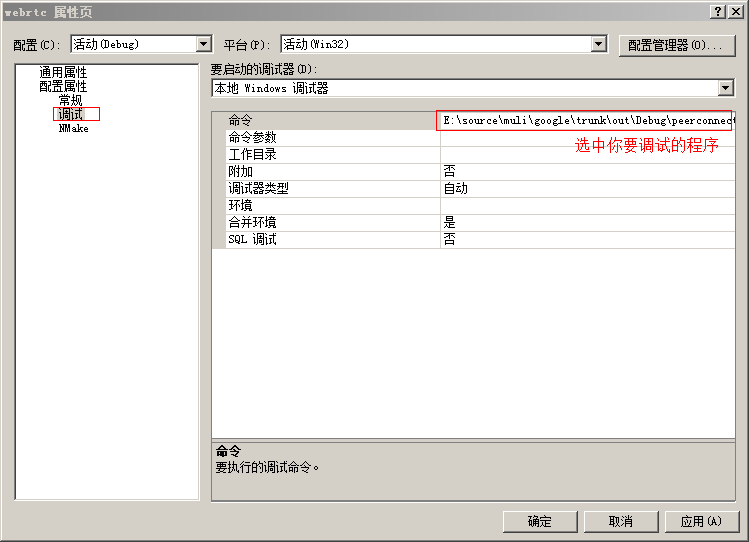 webrtc 属性页
配置(C): 活动(Debug) 平台(P): 活动(Win32) 配置管理器(O)...
通用属性
配置属性
常规
调试
NMake
要启动的调试器(D):
本地 Windows 调试器
命令 E:\source\muli\google\trunk\out\Debug\peerconnect
选中你要调试的程序
命令参数
工作目录
附加 否
调试器类型 自动
环境
合并环境 是
SQL 调试 否
命令
要执行的调试命令。
确定 取消 应用(A)